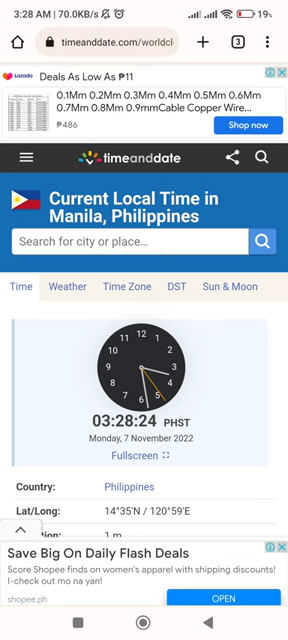 3:28 AM | 70.0KB/s
19%
timeanddate.com/worldcl
3
Lazada
Deals As Low As ₱11
0.1Mm 0.2Mm 0.3Mm 0.4Mm 0.5Mm 0.6Mm
0.7Mm 0.8Mm 0.9mmCable Copper Wire...
₱486
Shop now
timeanddate
Current Local Time in
Manila, Philippines
Search for city or place...
Time
Weather
Time Zone
DST
Sun & Moon
12
1
2
3
4
5
6
7
8
9
10
11
03:28:24 PHST
Monday, 7 November 2022
Fullscreen
Country: Philippines
Lat/Long: 14°35'N / 120°59'E
1 m
Save Big On Daily Flash Deals
Score Shopee finds on women's apparel with shipping discounts!
I-check out mo na yan!
shopee.ph
OPEN